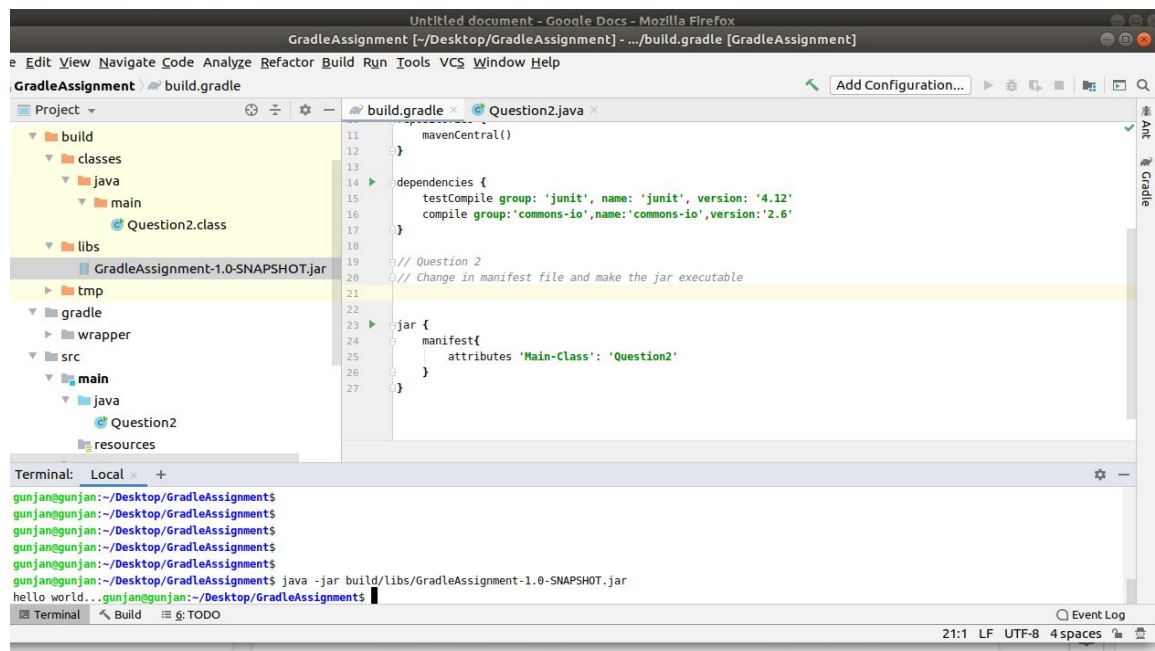 Untitled document - Google Docs - Mozilla Firefox
GradleAssignment [~/Desktop/GradleAssignment] - .../build.gradle [GradleAssignment]
e Edit View Navigate Code Analyze Refactor Build Run Tools VCS Window Help
GradleAssignment build.gradle
Add Configuration...
Project
build.gradle Question2.java
build
classes
java
main
Question2.class
libs
GradleAssignment-1.0-SNAPSHOT.jar
tmp
gradle
wrapper
src
main
java
Question2
resources
11 mavenCentral()
12 }
13
14 dependencies {
15 testCompile group: 'junit', name: 'junit', version: '4.12'
16 compile group:'commons-io',name:'commons-io',version:'2.6'
17 }
18
19 // Question 2
20 // Change in manifest file and make the jar executable
21
22
23 jar {
24 manifest{
25 attributes 'Main-Class': 'Question2'
26 }
27 }
Ant
Gradle
Terminal: Local +
gunjan@gunjan:~/Desktop/GradleAssignment$
gunjan@gunjan:~/Desktop/GradleAssignment$
gunjan@gunjan:~/Desktop/GradleAssignment$
gunjan@gunjan:~/Desktop/GradleAssignment$
gunjan@gunjan:~/Desktop/GradleAssignment$
gunjan@gunjan:~/Desktop/GradleAssignment$ java -jar build/libs/GradleAssignment-1.0-SNAPSHOT.jar
hello world...gunjan@gunjan:~/Desktop/GradleAssignment$
Terminal Build 6: TODO
Event Log
21:1 LF UTF-8 4 spaces